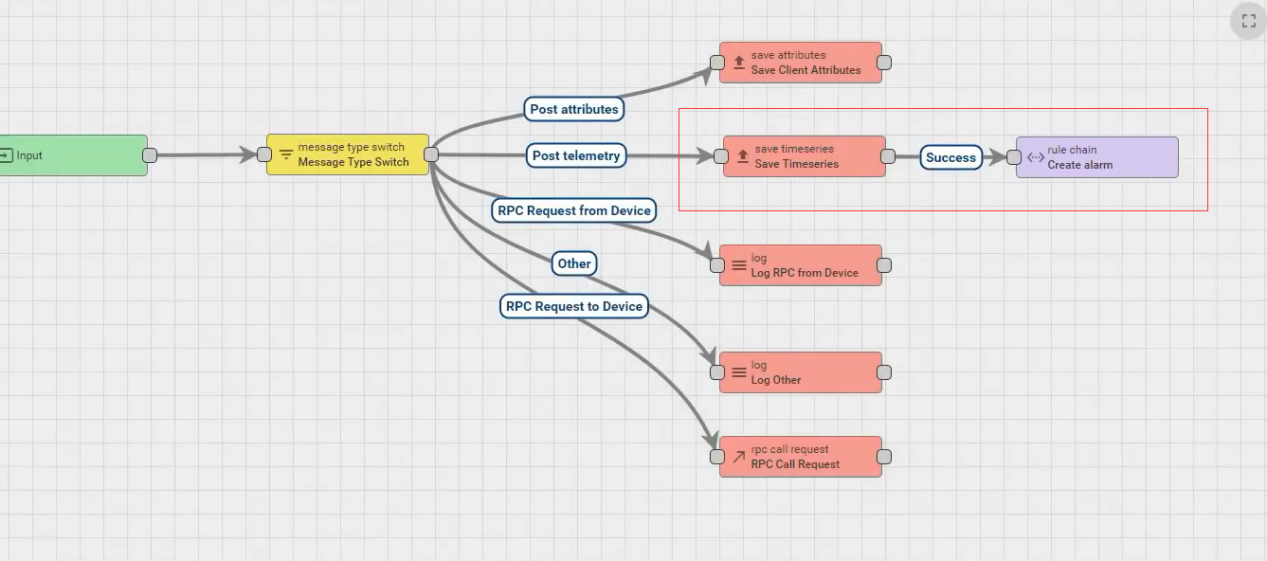 save attributes
Save Client Attributes
Post attributes
Input
message type switch
Message Type Switch
Post telemetry
save timeseries
Save Timeseries
Success
rule chain
Create alarm
RPC Request from Device
log
Log RPC from Device
Other
RPC Request to Device
log
Log Other
rpc call request
RPC Call Request